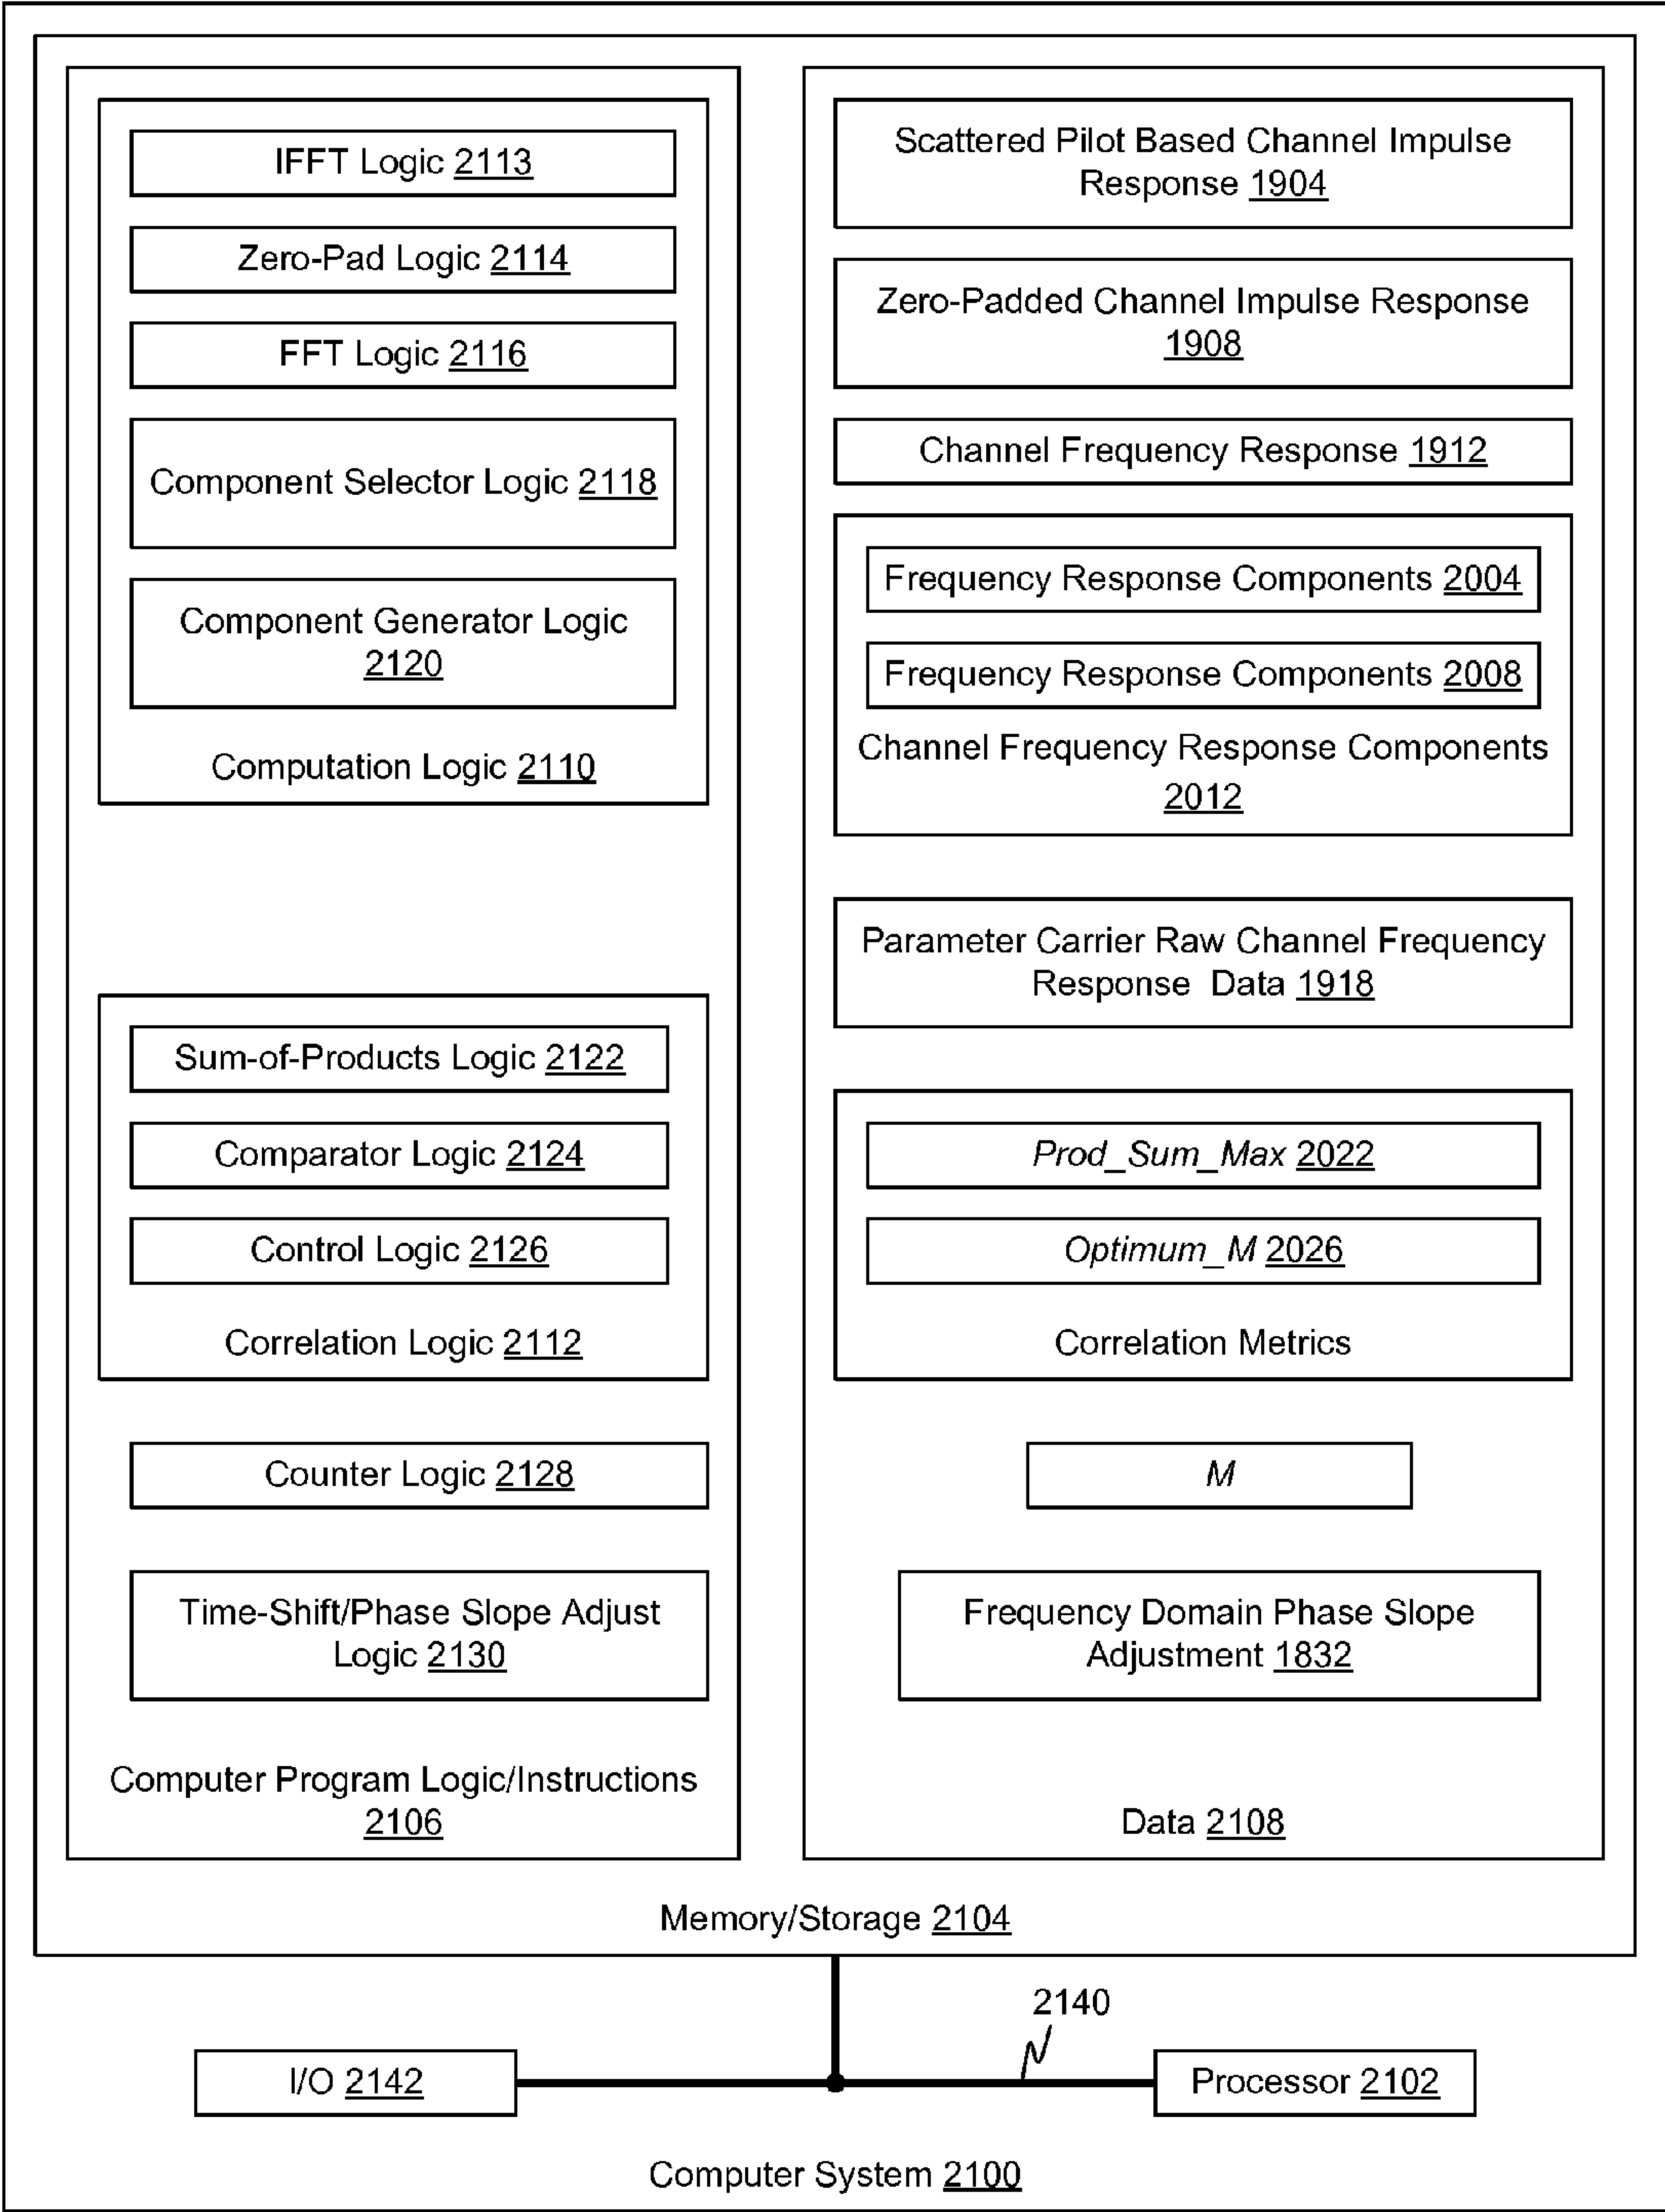 IFFT Logic 2113
Zero-Pad Logic 2114
FFT Logic 2116
Component Selector Logic 2118
Component Generator Logic
2120
Computation Logic 2110
Sum-of-Products Logic 2122
Comparator Logic 2124
Control Logic 2126
Correlation Logic 2112
Counter Logic 2128
Time-Shift/Phase Slope Adjust
Logic 2130
Computer Program Logic/Instructions
2106
Scattered Pilot Based Channel Impulse
Response 1904
Zero-Padded Channel Impulse Response
1908
Channel Frequency Response 1912
Frequency Response Components 2004
Frequency Response Components 2008
Channel Frequency Response Components
2012
Parameter Carrier Raw Channel Frequency
Response Data 1918
Prod_Sum_Max 2022
Optimum_M 2026
Correlation Metrics
M
Frequency Domain Phase Slope
Adjustment 1832
Data 2108
Memory/Storage 2104
2140
I/O 2142
Processor 2102
Computer System 2100